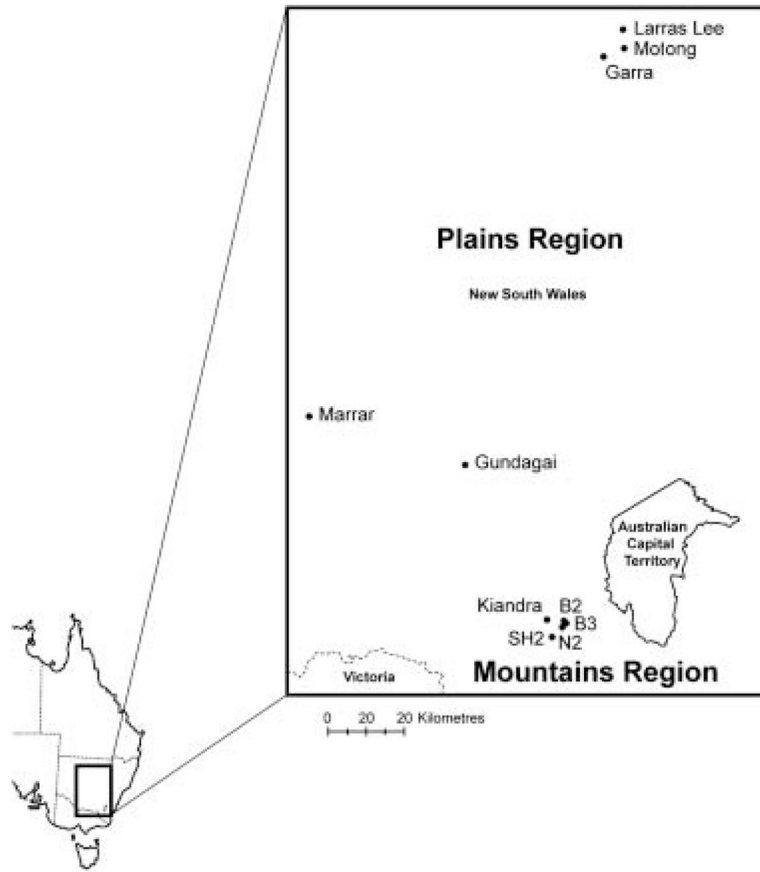 Larras Lee
Molong
Garra
Plains Region
New South Wales
Marrar
Gundagai
Australian
Capital
Territory
Kiandra
B2
B3
SH2
N2
Victoria
Mountains Region
0 20 20 Kilometres